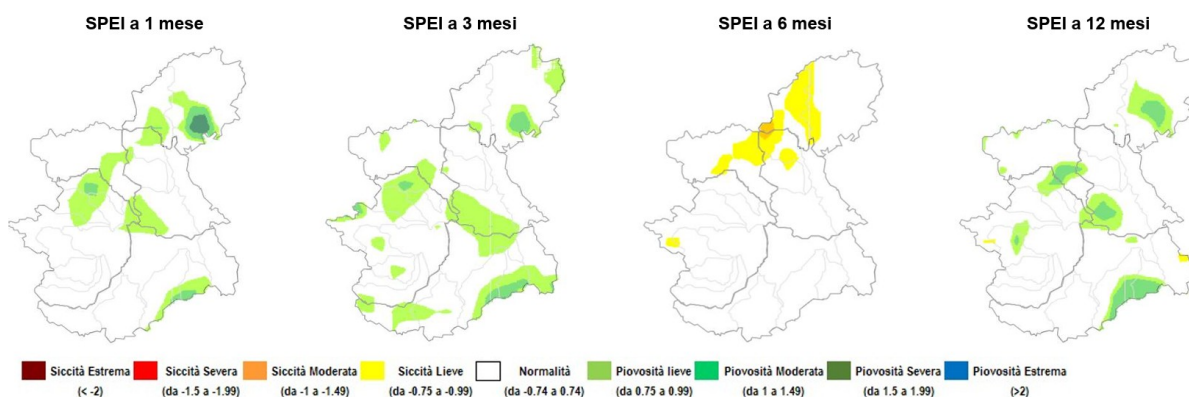 SPEI a 1 mese SPEI a 3 mesi SPEI a 6 mesi SPEI a 12 mesi
Siccità Estrema Siccità Severa Siccità Moderata Siccità Lieve Normalità Piovosità lieve Piovosità Moderata Piovosità Severa Piovosità Estrema
(< -2) (da -1.5 a -1.99) (da -1 a -1.49) (da -0.75 a -0.99) (da -0.74 a 0.74) (da 0.75 a 0.99) (da 1 a 1.49) (da 1.5 a 1.99) (>2)